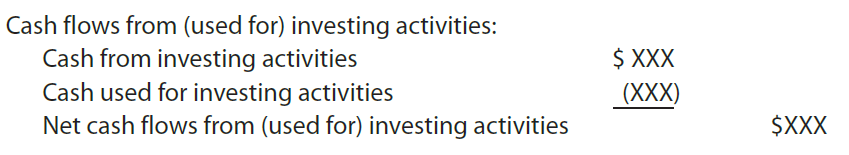 Cash flows from (used for) investing activities:
Cash from investing activities $ XXX
Cash used for investing activities (XXX)
Net cash flows from (used for) investing activities $XXX